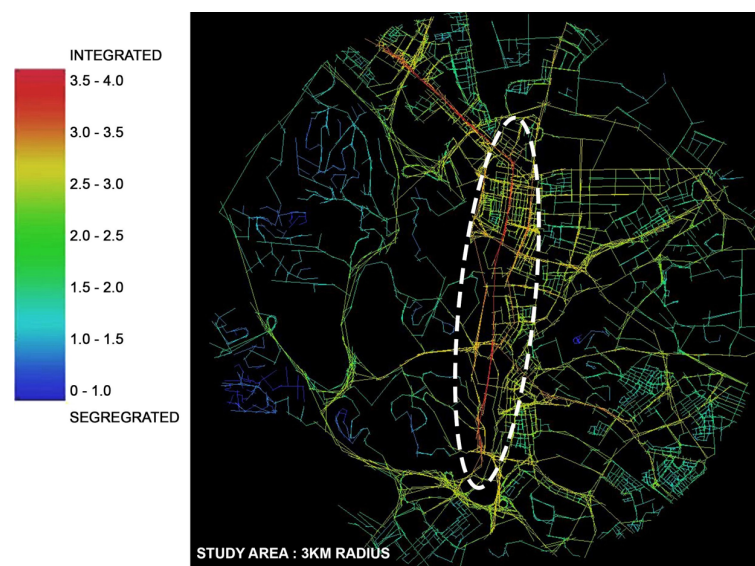 INTEGRATED
3.5 - 4.0
3.0 - 3.5
2.5 - 3.0
2.0 - 2.5
1.5 - 2.0
1.0 - 1.5
0 - 1.0
SEGREGRATED
STUDY AREA : 3KM RADIUS